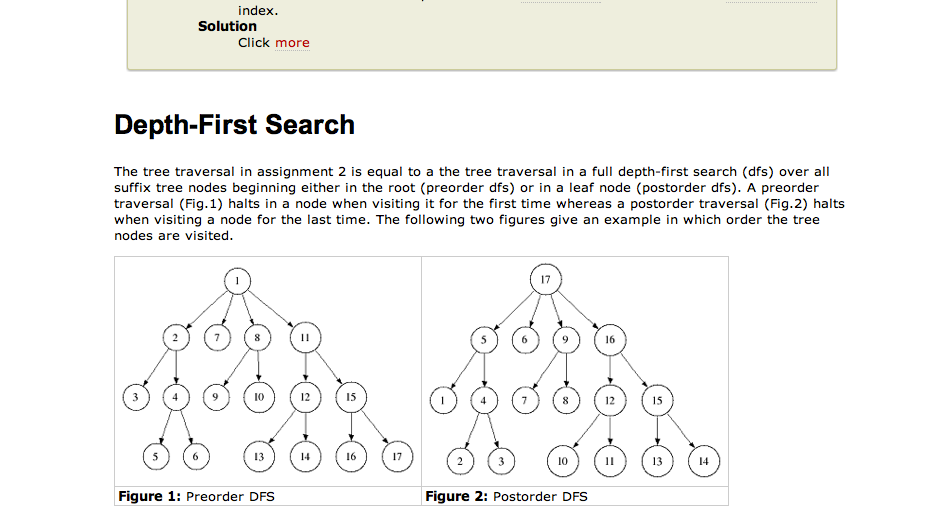 index.
Solution
Click more
Depth-First Search
The tree traversal in assignment 2 is equal to a the tree traversal in a full depth-first search (dfs) over all
suffix tree nodes beginning either in the root (preorder dfs) or in a leaf node (postorder dfs). A preorder
traversal (Fig.1) halts in a node when visiting it for the first time whereas a postorder traversal (Fig.2) halts
when visiting a node for the last time. The following two figures give an example in which order the tree
nodes are visited.
1
2 7 8 11
3 4 9 10 12 15
5 6 13 14 16 17
Figure 1: Preorder DFS
17
5 6 9 16
1 4 7 8 12 15
2 3 10 11 13 14
Figure 2: Postorder DFS